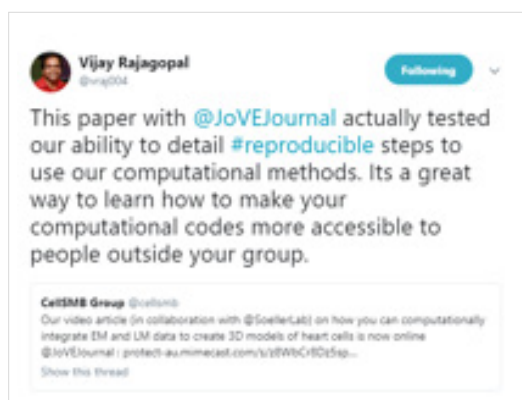 Vijay Rajagopal
@vraj004
Following
This paper with @JoVEJournal actually tested
our ability to detail #reproducible steps to
use our computational methods. Its a great
way to learn how to make your
computational codes more accessible to
people outside your group.
CellSMB Group @cellsmb
Our video article (in collaboration with @SoellerLab) on how you can computationally
integrate EM and LM data to create 3D models of heart cells is now online
@JoVEJournal : protect-au.mimecast.com/s/
Show this thread